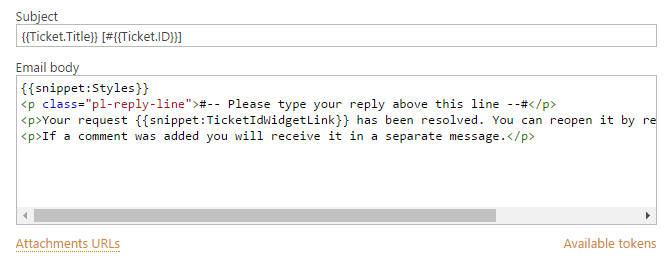 Subject
{{Ticket.Title}} [#{{Ticket.ID}}]
Email body
{{snippet:Styles}}
<p class="pl-reply-line">#-- Please type your reply above this line --#</p>
<p>Your request {{snippet:TicketIdWidgetLink}} has been resolved. You can reopen it by re
<p>If a comment was added you will receive it in a separate message.</p>
Attachments URLs
Available tokens